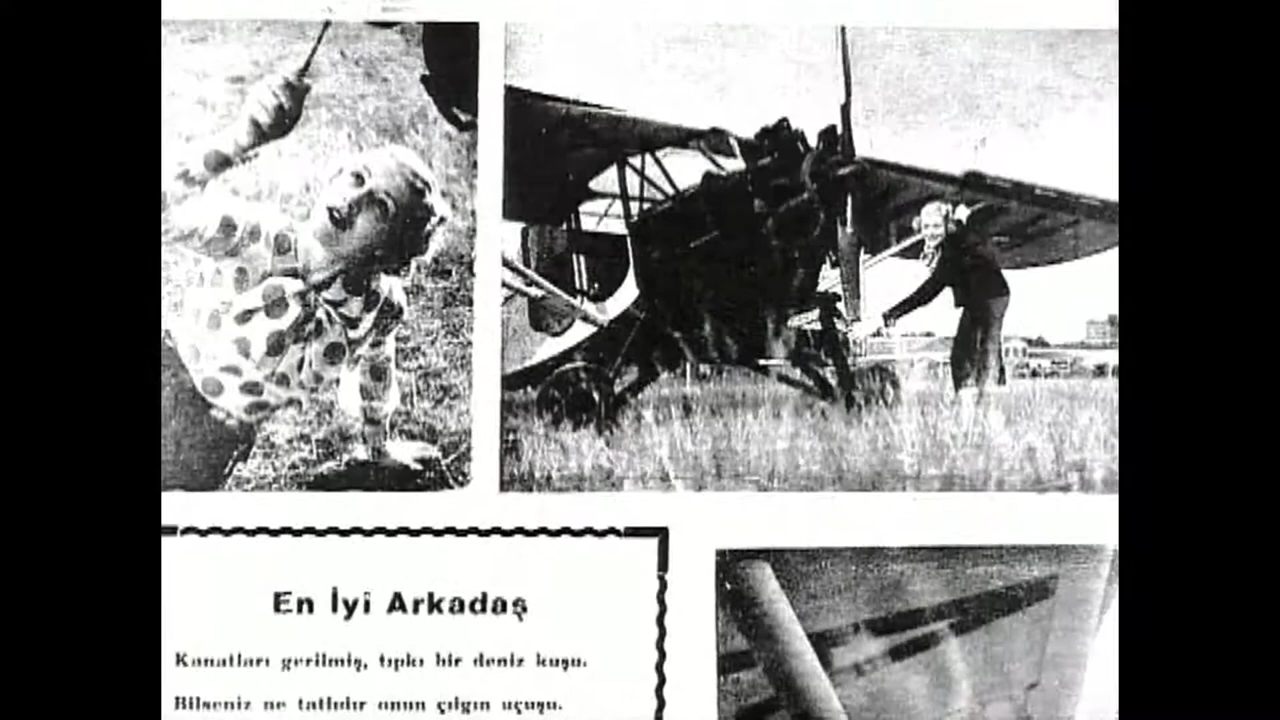 En İyi Arkadaş
Kanatları gerilmiş, tıpkı bir deniz kuşu.
Bilseniz ne tatlıdır onun çılgın uçuşu.